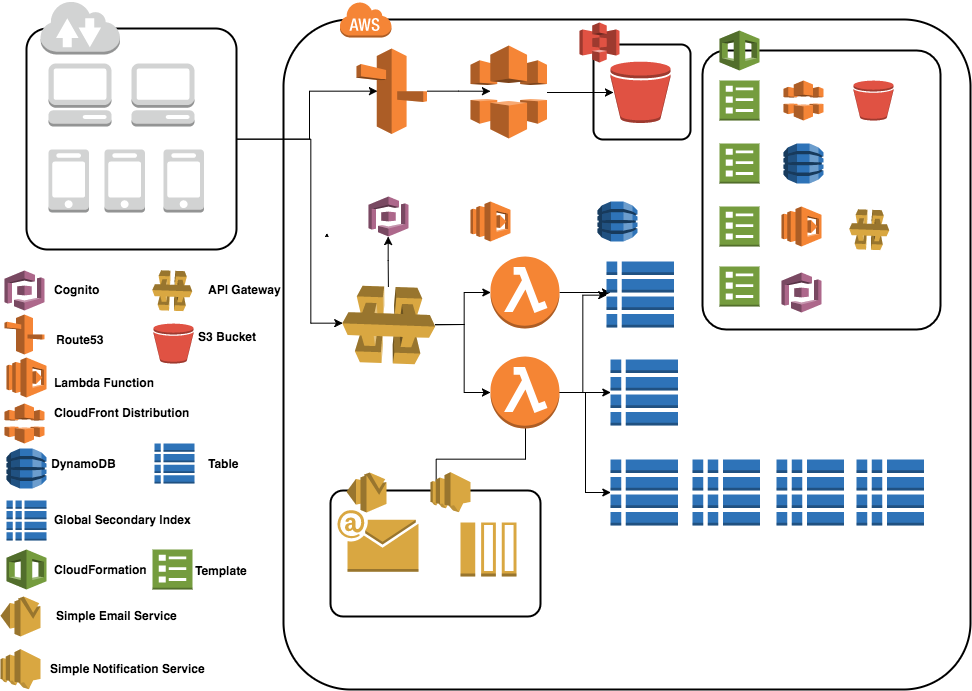 AWS
Cognito
API Gateway
Route53
S3 Bucket
Lambda Function
CloudFront Distribution
DynamoDB
Table
Global Secondary Index
CloudFormation
Template
Simple Email Service
Simple Notification Service
λ
λ
@